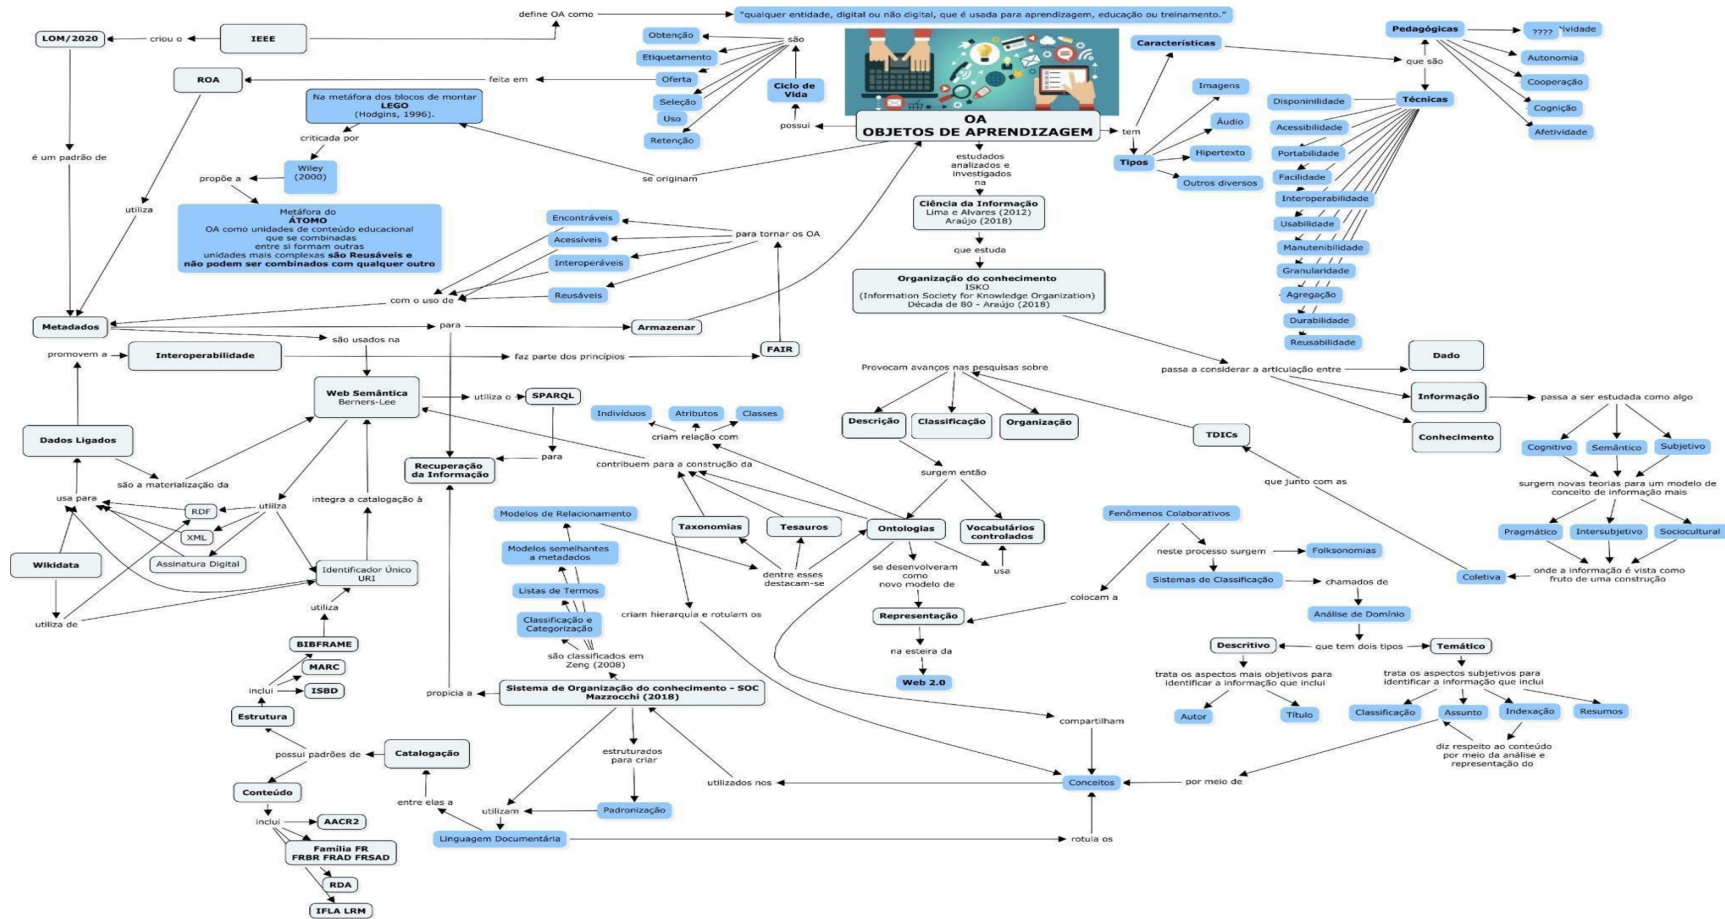 define OA como
"qualquer entidade, digital ou não digital, que é usada para aprendizagem, educação ou treinamento."
LOM/2020
criou o
IEEE
ROA
feita em
Obtenção
Etiquetamento
Oferta
Seleção
Uso
Retenção
são
Ciclo de
Vida
possui
OA
OBJETOS DE APRENDIZAGEM
tem
Características
que são
Pedagógicas
???? ividade
Autonomia
Cooperação
Cognição
Afetividade
Técnicas
Disponinilidade
Acessibilidade
Portabilidade
Facilidade
Interoperabilidade
Usabilidade
Manutenibilidade
Granularidade
Agregação
Durabilidade
Reusabilidade
Tipos
Imagens
Áudio
Hipertexto
Outros diversos
Na metáfora dos blocos de montar
LEGO
(Hodgins, 1996).
criticada por
Wiley
(2000)
propõe a
se originam
Metáfora do
ÁTOMO
OA como unidades de conteúdo educacional
que se combinadas
entre si formam outras
unidades mais complexas são Reusáveis e
não podem ser combinados com qualquer outro
é um padrão de
utiliza
estudados
analizados e
investigados
na
Ciência da Informação
Lima e Alvares (2012)
Araújo (2018)
que estuda
Organização do conhecimento
ISKO
(Information Society for Knowledge Organization)
Década de 80 - Araújo (2018)
Encontráveis
Acessíveis
Interoperáveis
Reusáveis
para tornar os OA
com o uso de
Metadados
para
Armazenar
são usados na
promovem a
Interoperabilidade
faz parte dos princípios
FAIR
Web Semântica
Berners-Lee
utiliza o
SPARQL
para
Recuperação
da Informação
Dados Ligados
são a materialização da
usa para
RDF
XML
Assinatura Digital
utiilza
integra a catalogação à
Wikidata
utiliza de
Identificador Único
URI
utiliza
BIBFRAME
MARC
ISBD
inclui
Estrutura
possui padrões de
Catalogação
Conteúdo
inclui
AACR2
Família FR
FRBR FRAD FRSAD
RDA
IFLA LRM
entre elas a
Provocam avanços nas pesquisas sobre
Descrição
Classificação
Organização
surgem então
Indivíduos
Atributos
Classes
criam relação com
contribuem para a construção da
Taxonomias
Tesauros
Ontologias
Vocabulários
controlados
usa
dentre esses
destacam-se
se desenvolveram
como
novo modelo de
Representação
na esteira da
Web 2.0
Modelos de Relacionamento
Modelos semelhantes
a metadados
Listas de Termos
Classificação e
Categorização
são classificados em
Zeng (2008)
criam hierarquia e rotulam os
propicia a
Sistema de Organização do conhecimento - SOC
Mazzocchi (2018)
estruturados
para criar
Padronização
utilizam
Linguagem Documentária
utilizados nos
compartilham
Conceitos
rotula os
por meio de
passa a considerar a articulação entre
Dado
Informação
Conhecimento
passa a ser estudada como algo
Cognitivo
Semântico
Subjetivo
surgem novas teorias para um modelo de
conceito de informação mais
Pragmático
Intersubjetivo
Sociocultural
onde a informação é vista como
fruto de uma construção
Coletiva
que junto com as
TDICs
Fenômenos Colaborativos
neste processo surgem
Folksonomias
Sistemas de Classificação
colocam a
chamados de
Análise de Domínio
que tem dois tipos
Descritivo
Temático
trata os aspectos mais objetivos para
identificar a informação que inclui
Autor
Título
trata os aspectos subjetivos para
identificar a informação que inclui
Classificação
Assunto
Indexação
Resumos
diz respeito ao conteúdo
por meio da análise e
representação do